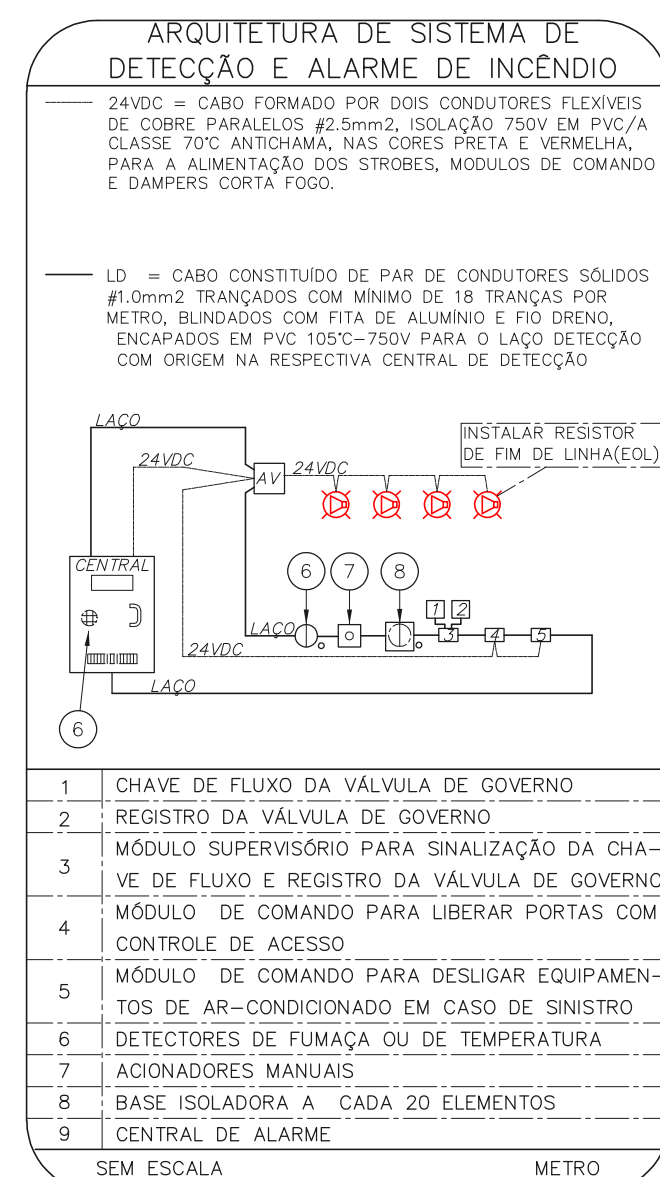 ARQUITETURA DE SISTEMA DE
DETECÇÃO E ALARME DE INCÊNDIO
24VDC = CABO FORMADO POR DOIS CONDUTORES FLEXÍVEIS
DE COBRE PARALELOS #2.5mm2, ISOLAÇÃO 750V EM PVC/A
CLASSE 70°C ANTICHAMA, NAS CORES PRETA E VERMELHA,
PARA A ALIMENTAÇÃO DOS STROBES, MODULOS DE COMANDO
E DAMPERS CORTA FOGO.
LD = CABO CONSTITUÍDO DE PAR DE CONDUTORES SÓLIDOS
#1.0mm2 TRANÇADOS COM MÍNIMO DE 18 TRANÇAS POR
METRO, BLINDADOS COM FITA DE ALUMÍNIO E FIO DRENO,
ENCAPADOS EM PVC 105°C-750V PARA O LAÇO DETECÇÃO
COM ORIGEM NA RESPECTIVA CENTRAL DE DETECÇÃO
LAÇO
INSTALAR RESISTOR
DE FIM DE LINHA(EOL)
24VDC
AV
24VDC
CENTRAL
6
7
8
1
2
LAÇO
3
4
5
24VDC
LAÇO
6
1 CHAVE DE FLUXO DA VÁLVULA DE GOVERNO
2 REGISTRO DA VÁLVULA DE GOVERNO
3 MÓDULO SUPERVISÓRIO PARA SINALIZAÇÃO DA CHA-
VE DE FLUXO E REGISTRO DA VÁLVULA DE GOVERNO
4 MÓDULO DE COMANDO PARA LIBERAR PORTAS COM
CONTROLE DE ACESSO
5 MÓDULO DE COMANDO PARA DESLIGAR EQUIPAMEN-
TOS DE AR-CONDICIONADO EM CASO DE SINISTRO
6 DETECTORES DE FUMAÇA OU DE TEMPERATURA
7 ACIONADORES MANUAIS
8 BASE ISOLADORA A CADA 20 ELEMENTOS
9 CENTRAL DE ALARME
SEM ESCALA METRO